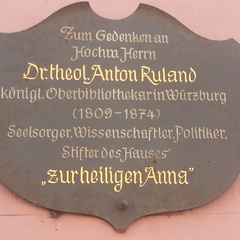 Zum Gedenken an
Hochw. Herrn
Dr. theol. Anton Ruland
königl. Oberbibliothekar in Würzburg
(1809-1874)
Seelsorger, Wissenschaftler, Politiker,
Stifter des Hauses
„zur heiligen Anna”